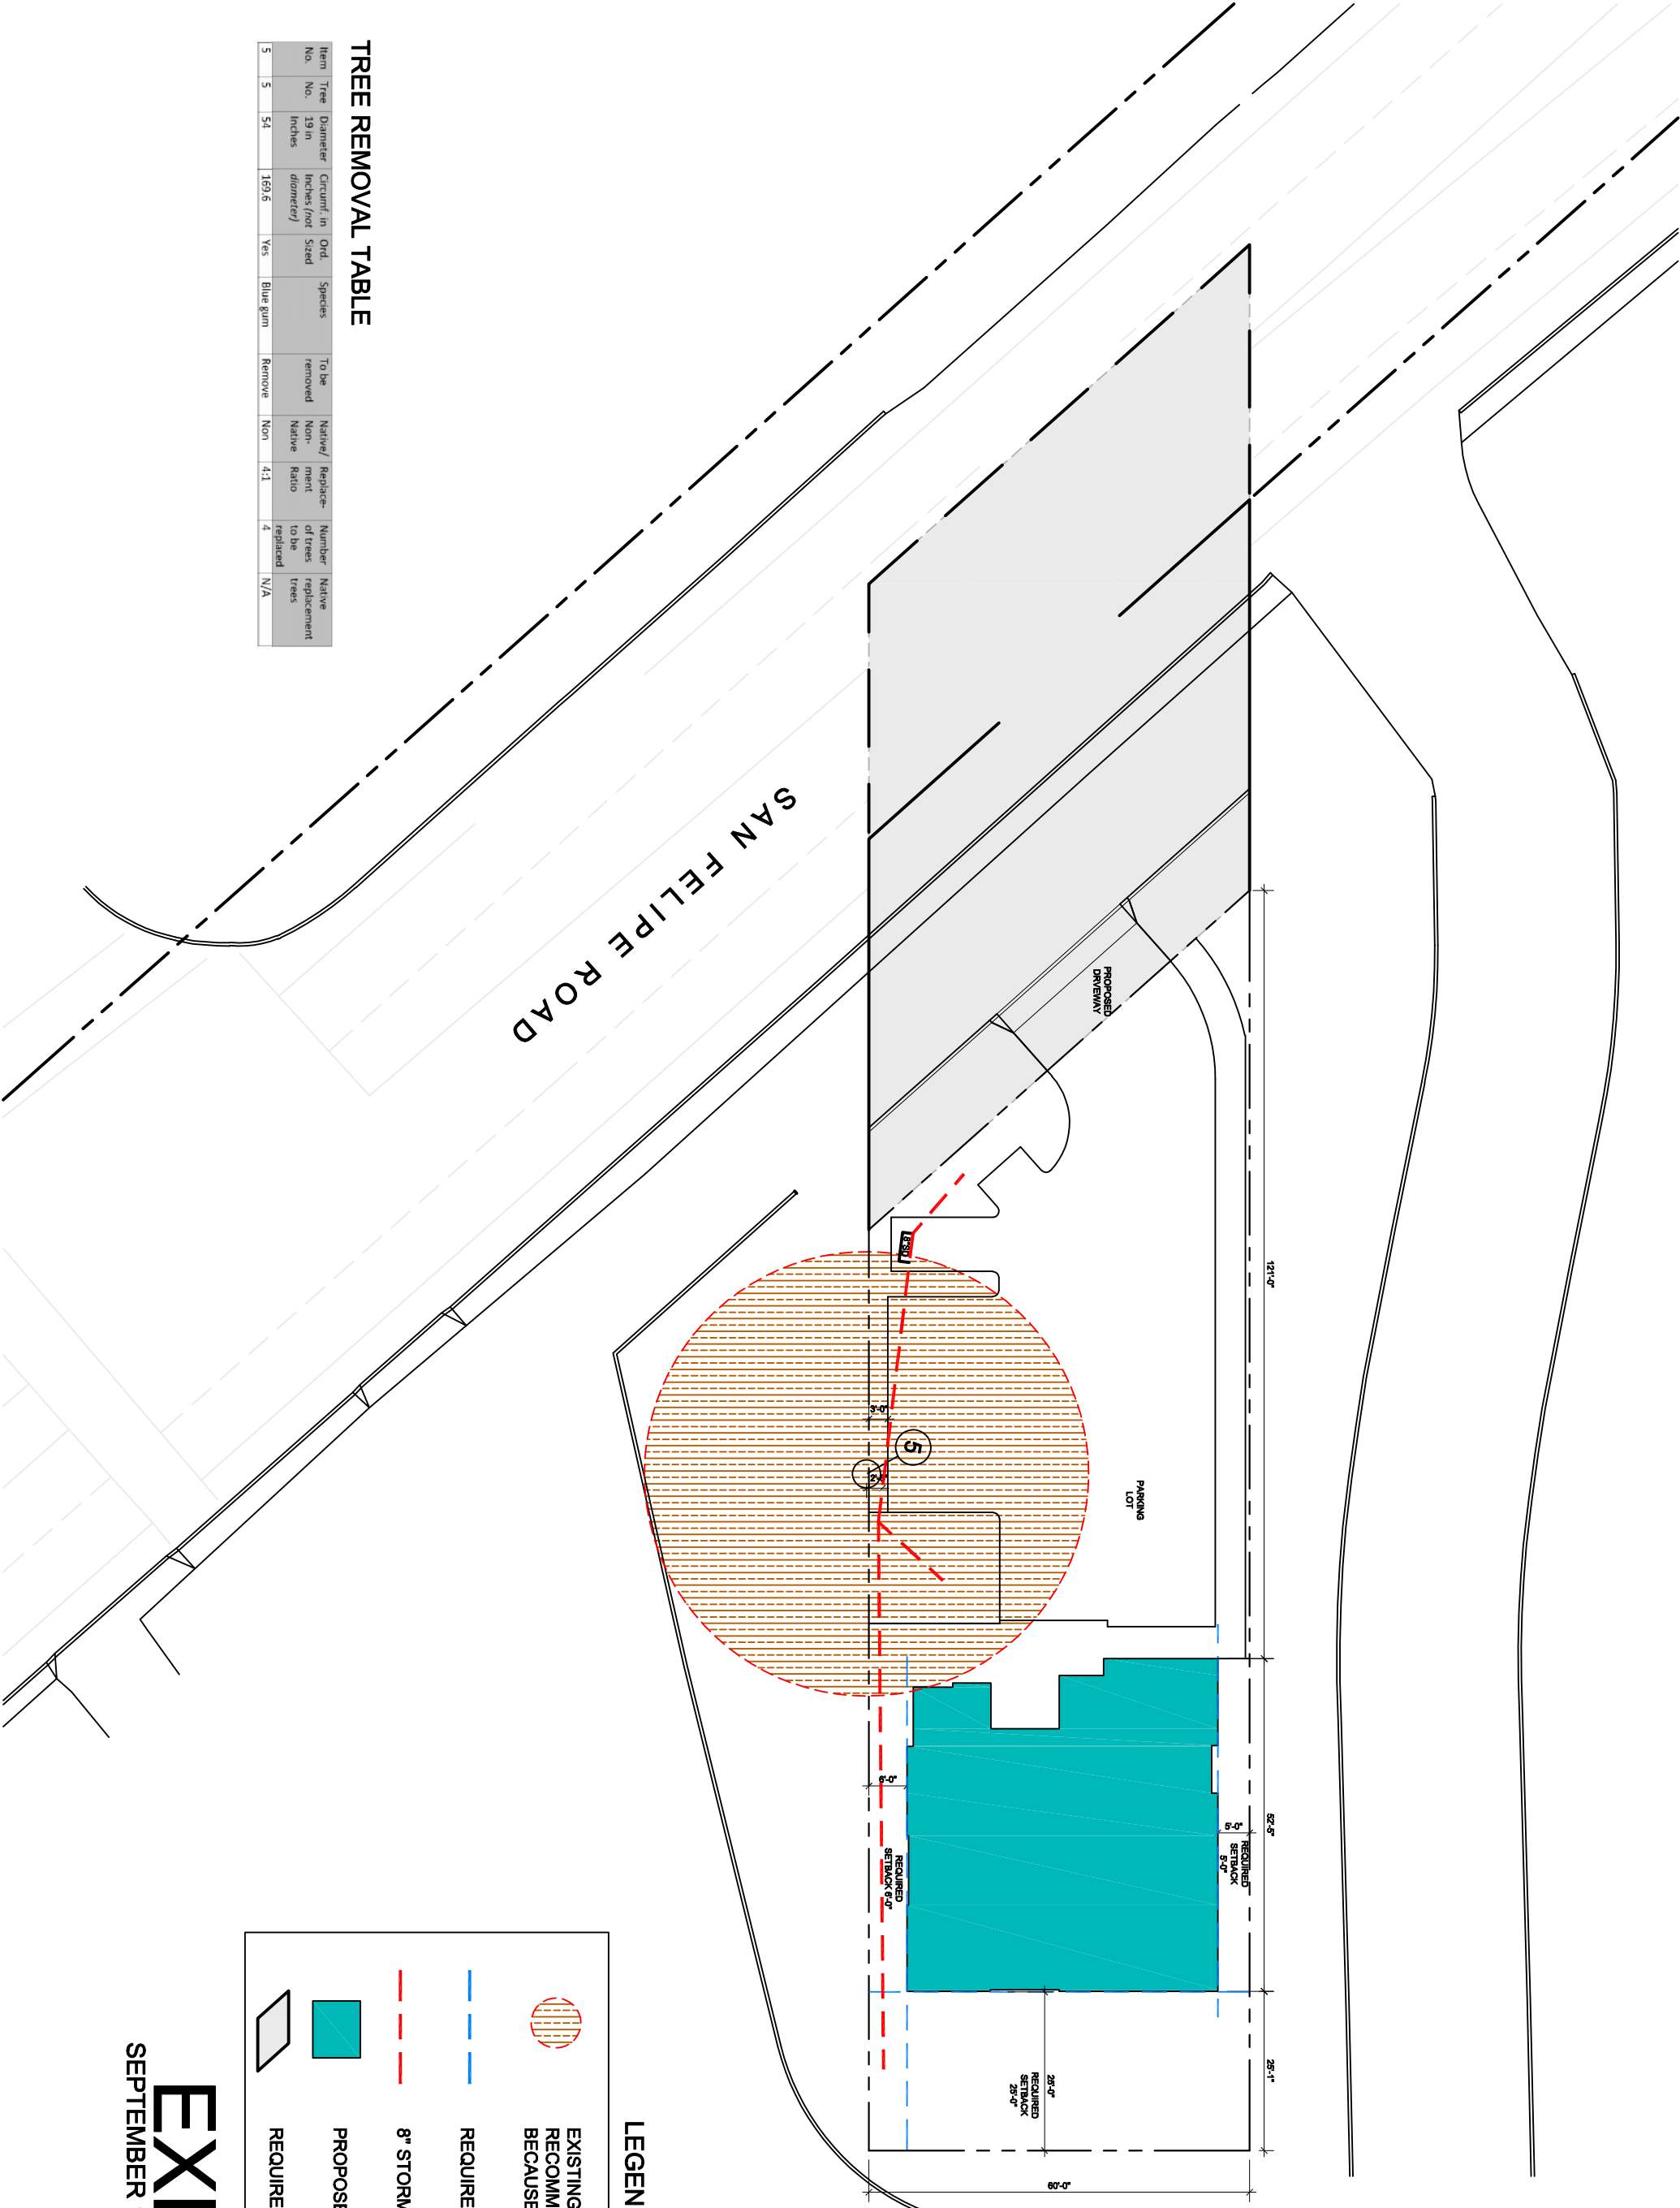 TREE REMOVAL TABLE
Item No. Tree No. Diameter 19 in Inches Circumf. in Inches (not diameter) Ord. Sized Species To be removed Native/ Non- Native Replace- ment Ratio Number of trees to be replaced Native replacement trees
5 5 54 169.6 Yes Blue gum Remove Non 4:1 4 N/A
SAN FELIPE ROAD
PROPOSED
DRVEWAY
121'-0"
8"SD
3'-0"
5
PARKING
LOT
52'-5"
5'-0"
REQUIRED
SETBACK
5'-0"
6'-0"
REQUIRED
SETBACK 6'-0"
25'-1"
25'-0"
REQUIRED
SETBACK
25'-0"
60'-0"
LEGEN
EXISTING
RECOMM
BECAUSE
REQUIRE
8" STORM
PROPOSE
REQUIRE
EXI
SEPTEMBER